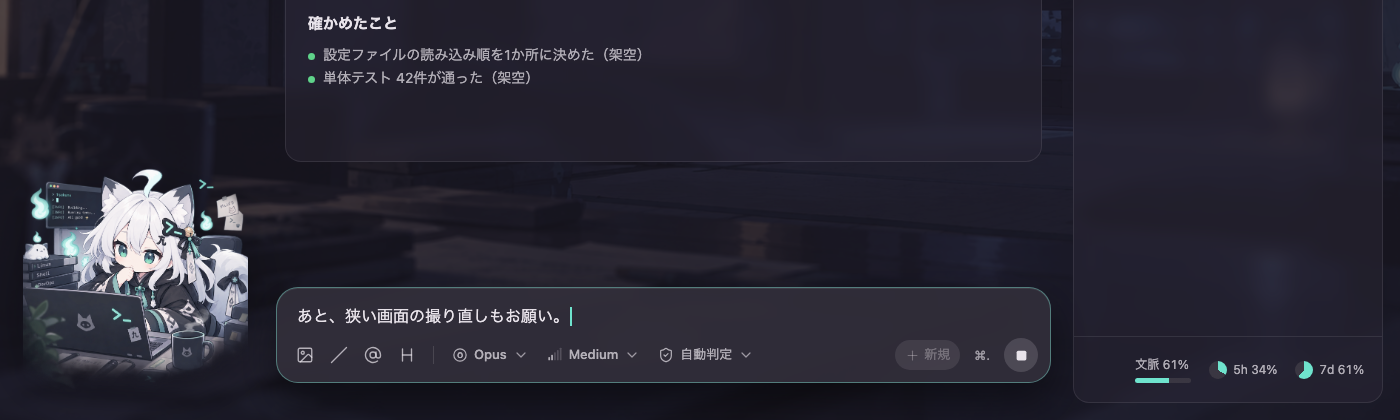 確かめたこと
設定ファイルの読み込み順を1か所に決めた（架空）
単体テスト 42件が通った（架空）
あと、狭い画面の撮り直しもお願い。
Opus Medium 自動判定 + 新規 ⌘.
文脈 61% 5h 34% 7d 61%